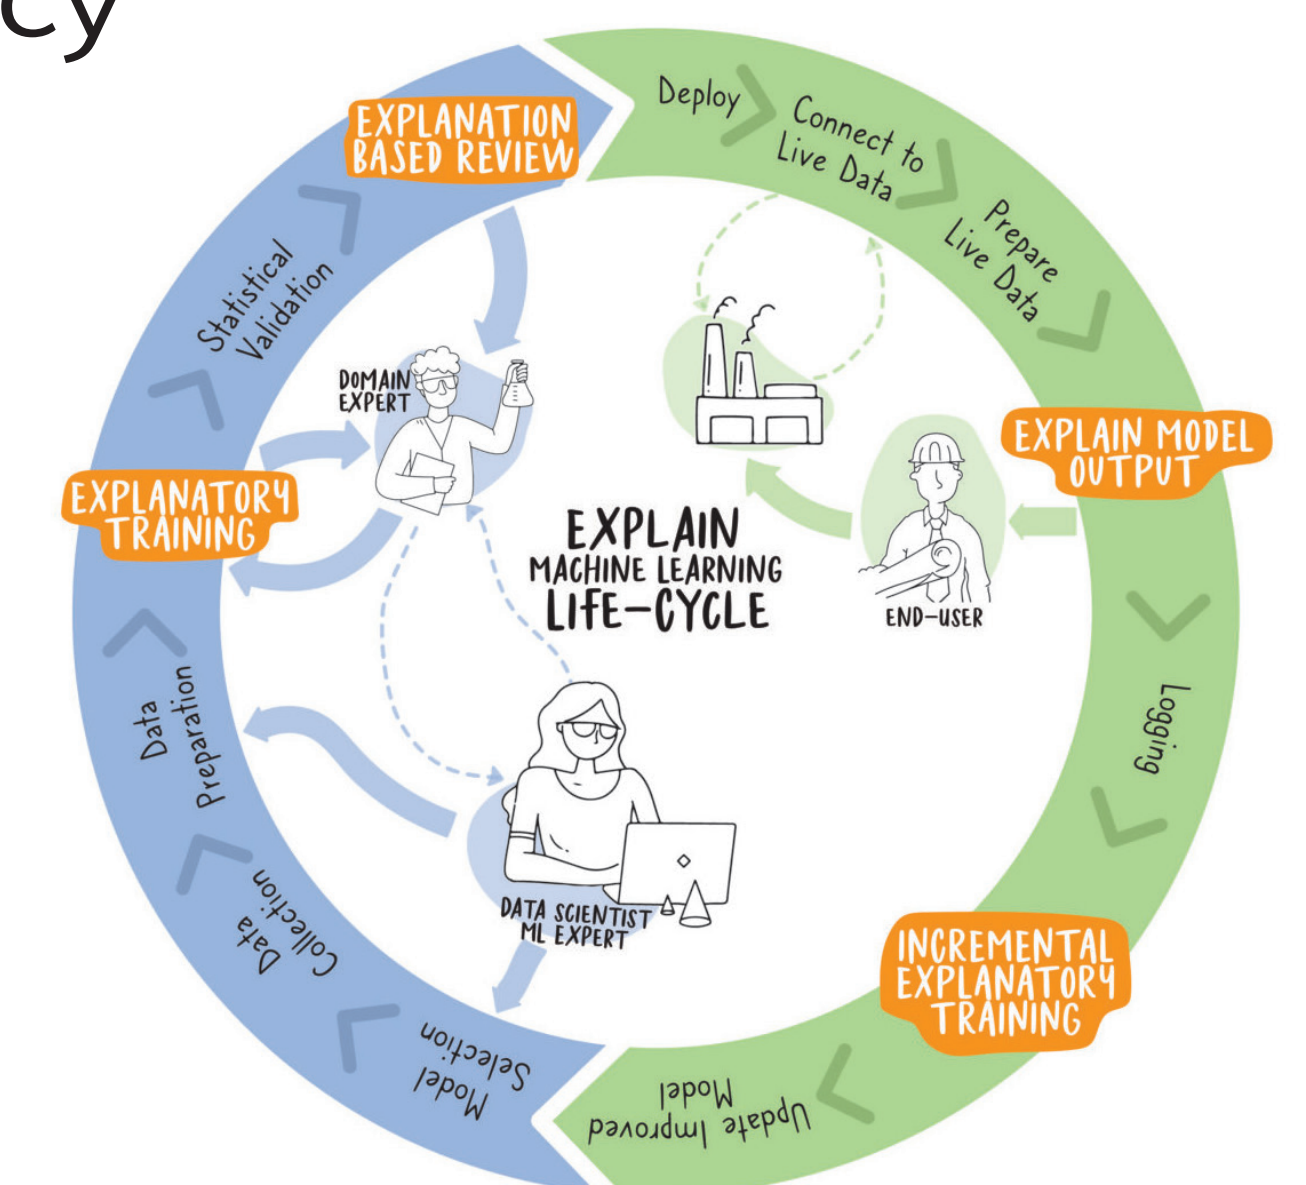 cy
EXPLANATION
BASED REVIEW
Deploy
Connect to
Live Data
Prepare
Live Data
EXPLAIN MODEL
OUTPUT
Logging
INCREMENTAL
EXPLANATORY
TRAINING
Update Improved
Model
Model
Selection
Data
Collection
Data
Preparation
EXPLANATORY
TRAINING
Statistical
Validation
DOMAIN
EXPERT
EXPLAIN
MACHINE LEARNING
LIFE-CYCLE
END-USER
DATA SCIENTIST
ML EXPERT